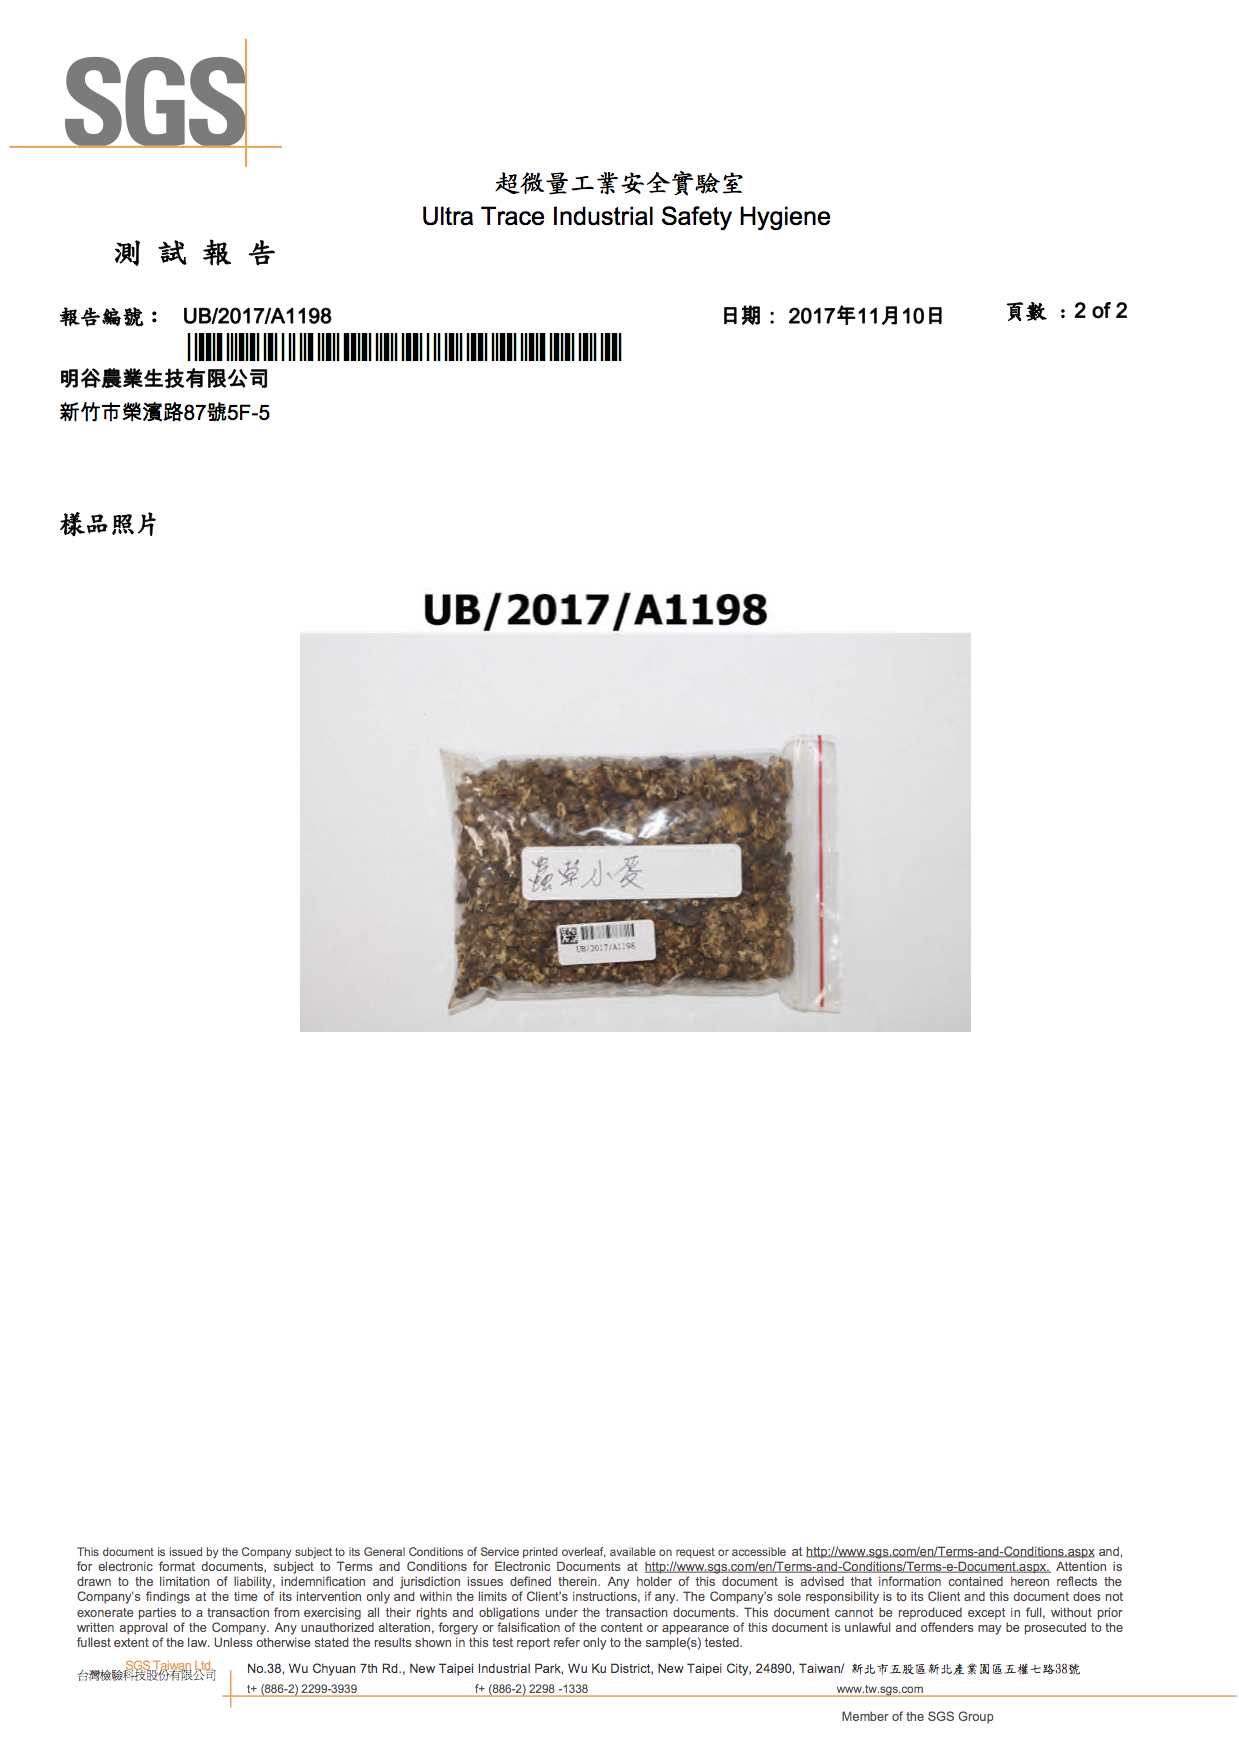 SGS
超微量工業安全實驗室
Ultra Trace Industrial Safety Hygiene
測試報告
報告編號： UB/2017/A1198
日期： 2017年11月10日
頁數 : 2 of 2
明谷農業生技有限公司
新竹市榮濱路87號5F-5
樣品照片
UB/2017/A1198
蟲草小愛
UB/2017/A1198
This document is issued by the Company subject to its General Conditions of Service printed overleaf, available on request or accessible at http://www.sgs.com/en/Terms-and-Conditions.aspx and,
for electronic format documents, subject to Terms and Conditions for Electronic Documents at http://www.sgs.com/en/Terms-and-Conditions/Terms-e-Document.aspx. Attention is
drawn to the limitation of liability, indemnification and jurisdiction issues defined therein. Any holder of this document is advised that information contained hereon reflects the
Company's findings at the time of its intervention only and within the limits of Client's instructions, if any. The Company's sole responsibility is to its Client and this document does not
exonerate parties to a transaction from exercising all their rights and obligations under the transaction documents. This document cannot be reproduced except in full, without prior
written approval of the Company. Any unauthorized alteration, forgery or falsification of the content or appearance of this document is unlawful and offenders may be prosecuted to the
fullest extent of the law. Unless otherwise stated the results shown in this test report refer only to the sample(s) tested.
SGS Taiwan Ltd.
台灣檢驗科技股份有限公司
No.38, Wu Chyuan 7th Rd., New Taipei Industrial Park, Wu Ku District, New Taipei City, 24890, Taiwan/ 新北市五股區新北產業園區五權七路38號
t+ (886-2) 2299-3939 f+ (886-2) 2298 -1338 www.tw.sgs.com
Member of the SGS Group